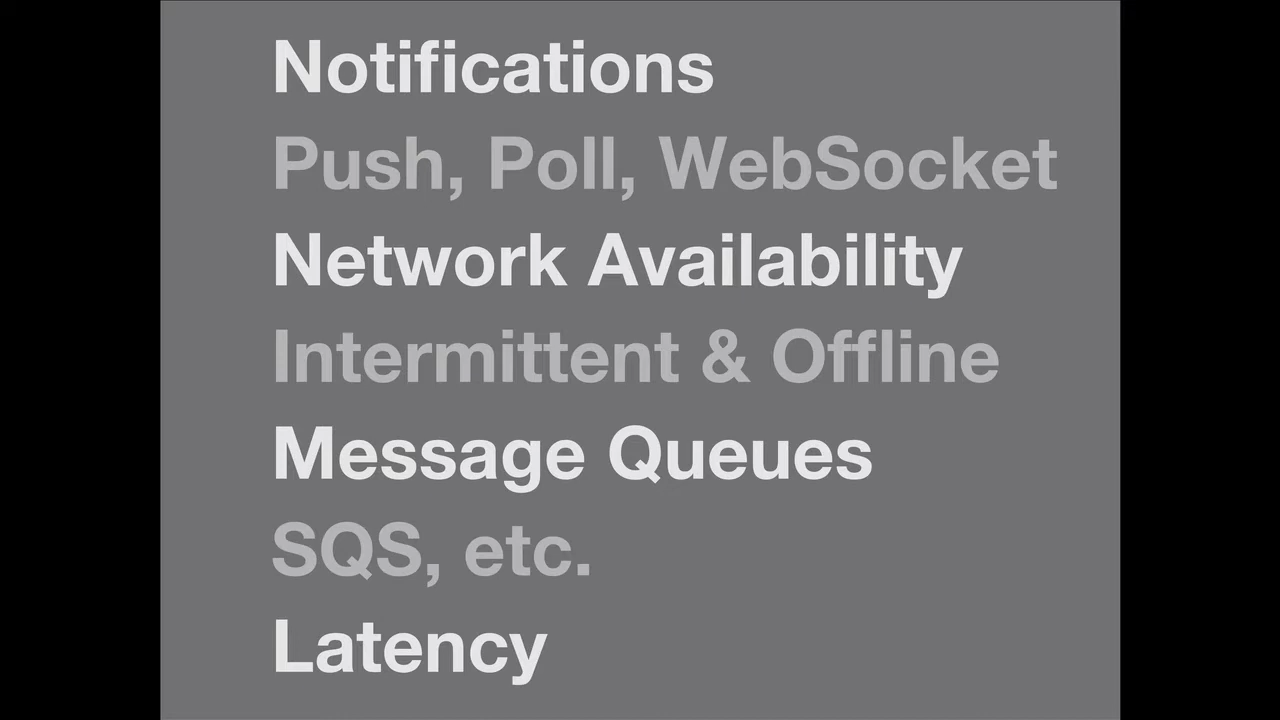 Notifications
Push, Poll, WebSocket
Network Availability
Intermittent & Offline
Message Queues
SQS, etc.
Latency